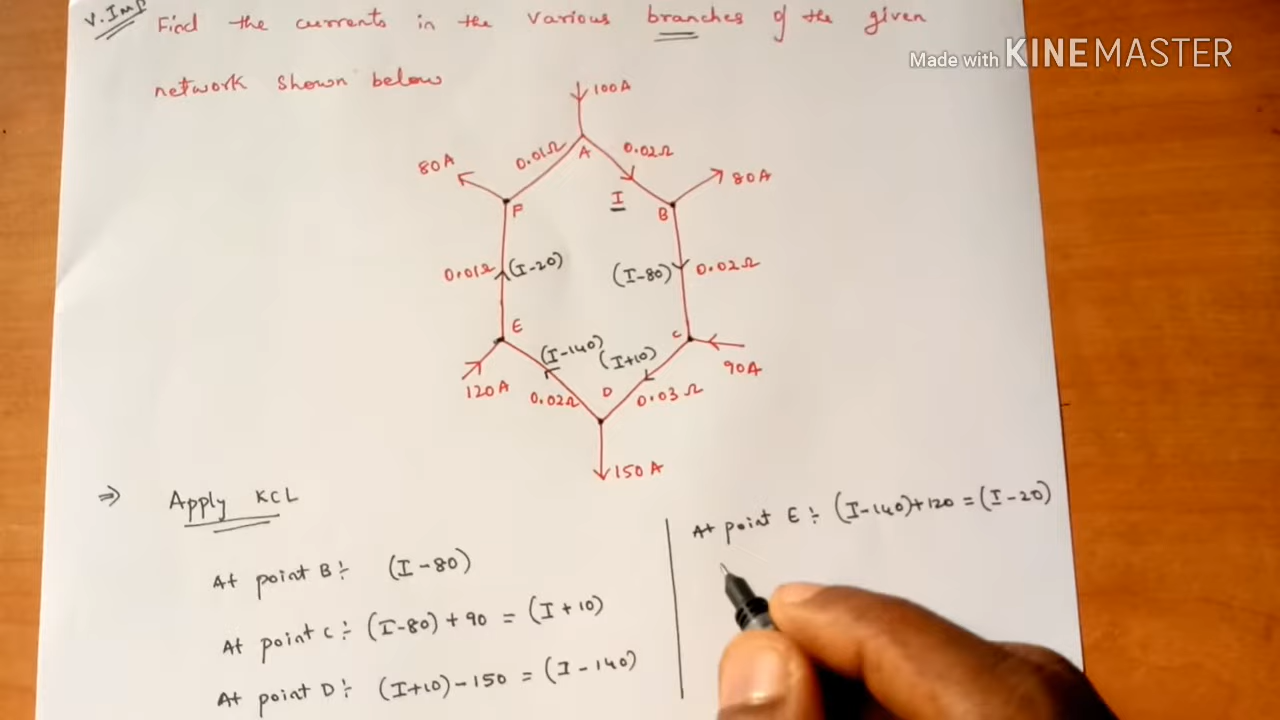 V.Imp
Find the currents in the various branches of the given
Made with KINEMASTER
network shown below
100A
0.01Ω
A
0.02Ω
80A
I
80A
F
B
0.01Ω
(I-20)
(I-80)
0.02Ω
E
C
(I-140)
(I+10)
90A
120A
0.02Ω
D
0.03Ω
150A
⇒ Apply KCL
At point B:- (I-80)
At point C:- (I-80)+90 = (I+10)
At point D:- (I+10)-150 = (I-140)
At point E:- (I-140)+120 = (I-20)